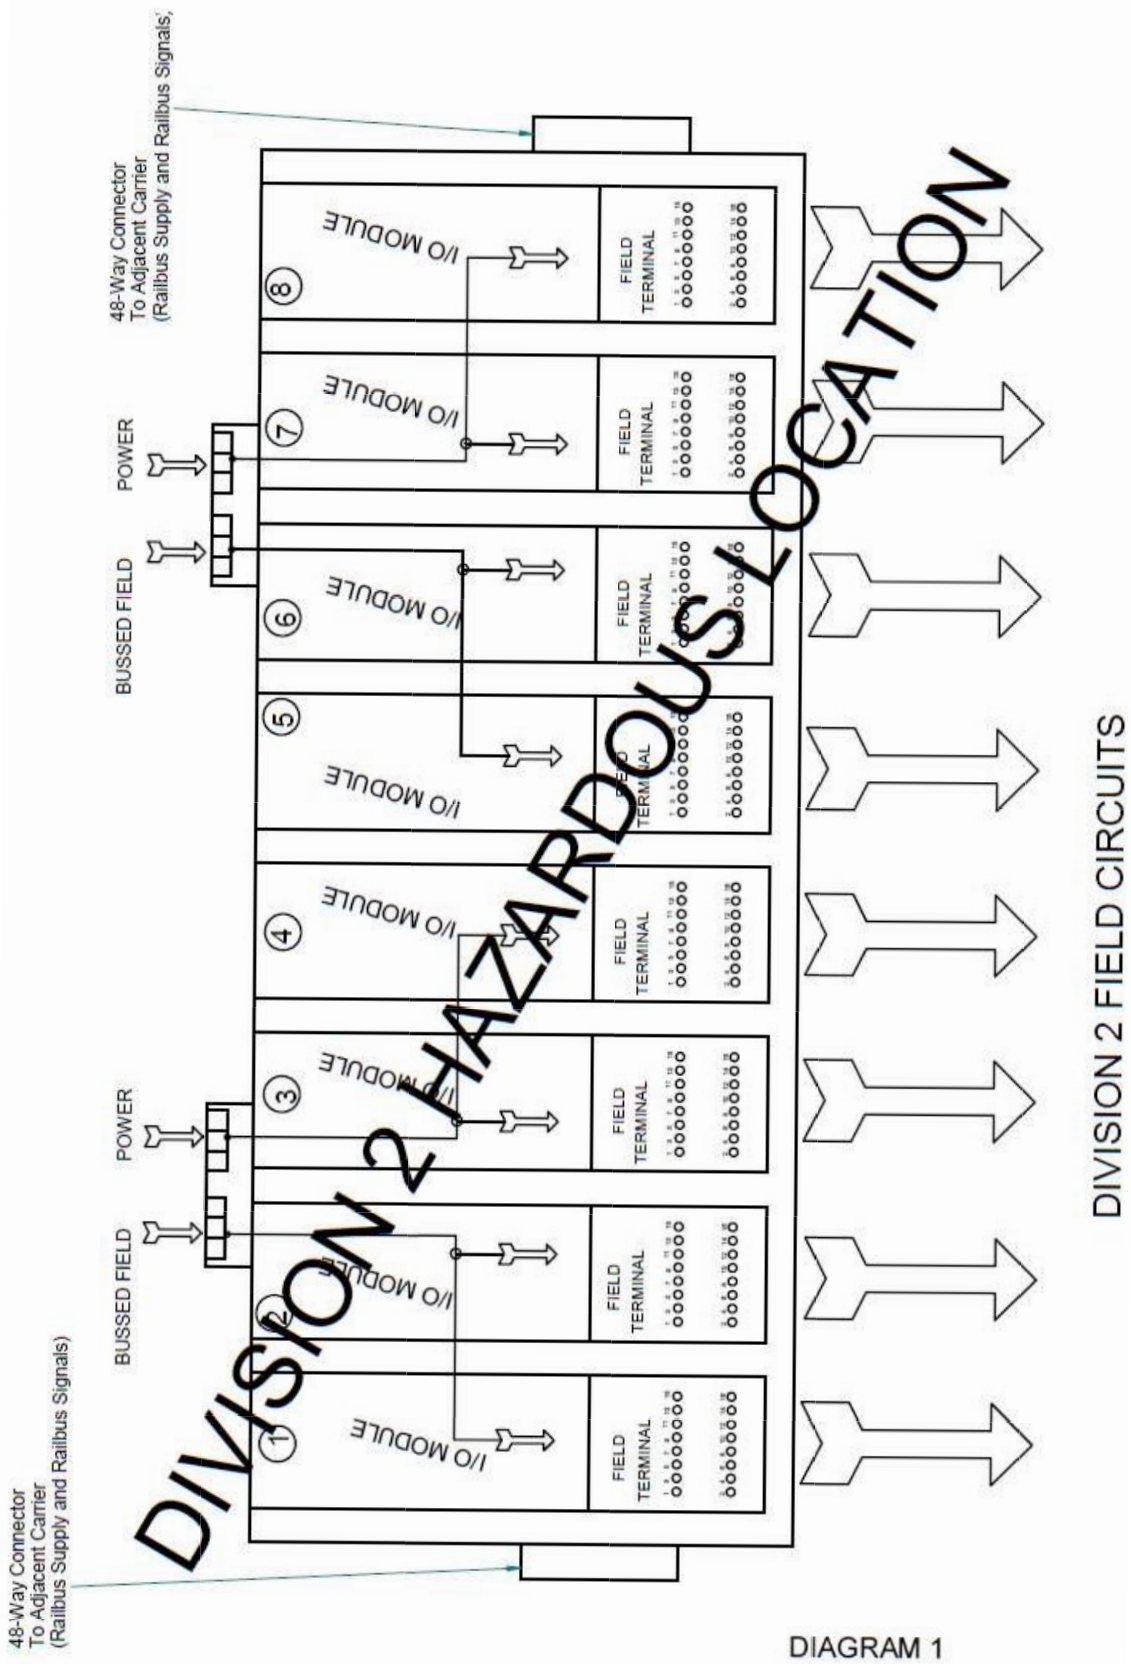 48-Way Connector
To Adjacent Carrier
(Railbus Supply and Railbus Signals)
BUSSED FIELD
POWER
BUSSED FIELD
POWER
48-Way Connector
To Adjacent Carrier
(Railbus Supply and Railbus Signals)
1
2
3
4
5
6
7
8
I/O MODULE
I/O MODULE
I/O MODULE
I/O MODULE
I/O MODULE
I/O MODULE
I/O MODULE
I/O MODULE
FIELD
TERMINAL
FIELD
TERMINAL
FIELD
TERMINAL
FIELD
TERMINAL
FIELD
TERMINAL
FIELD
TERMINAL
FIELD
TERMINAL
FIELD
TERMINAL
DIVISION 2 HAZARDOUS LOCATION
DIVISION 2 FIELD CIRCUITS
DIAGRAM 1